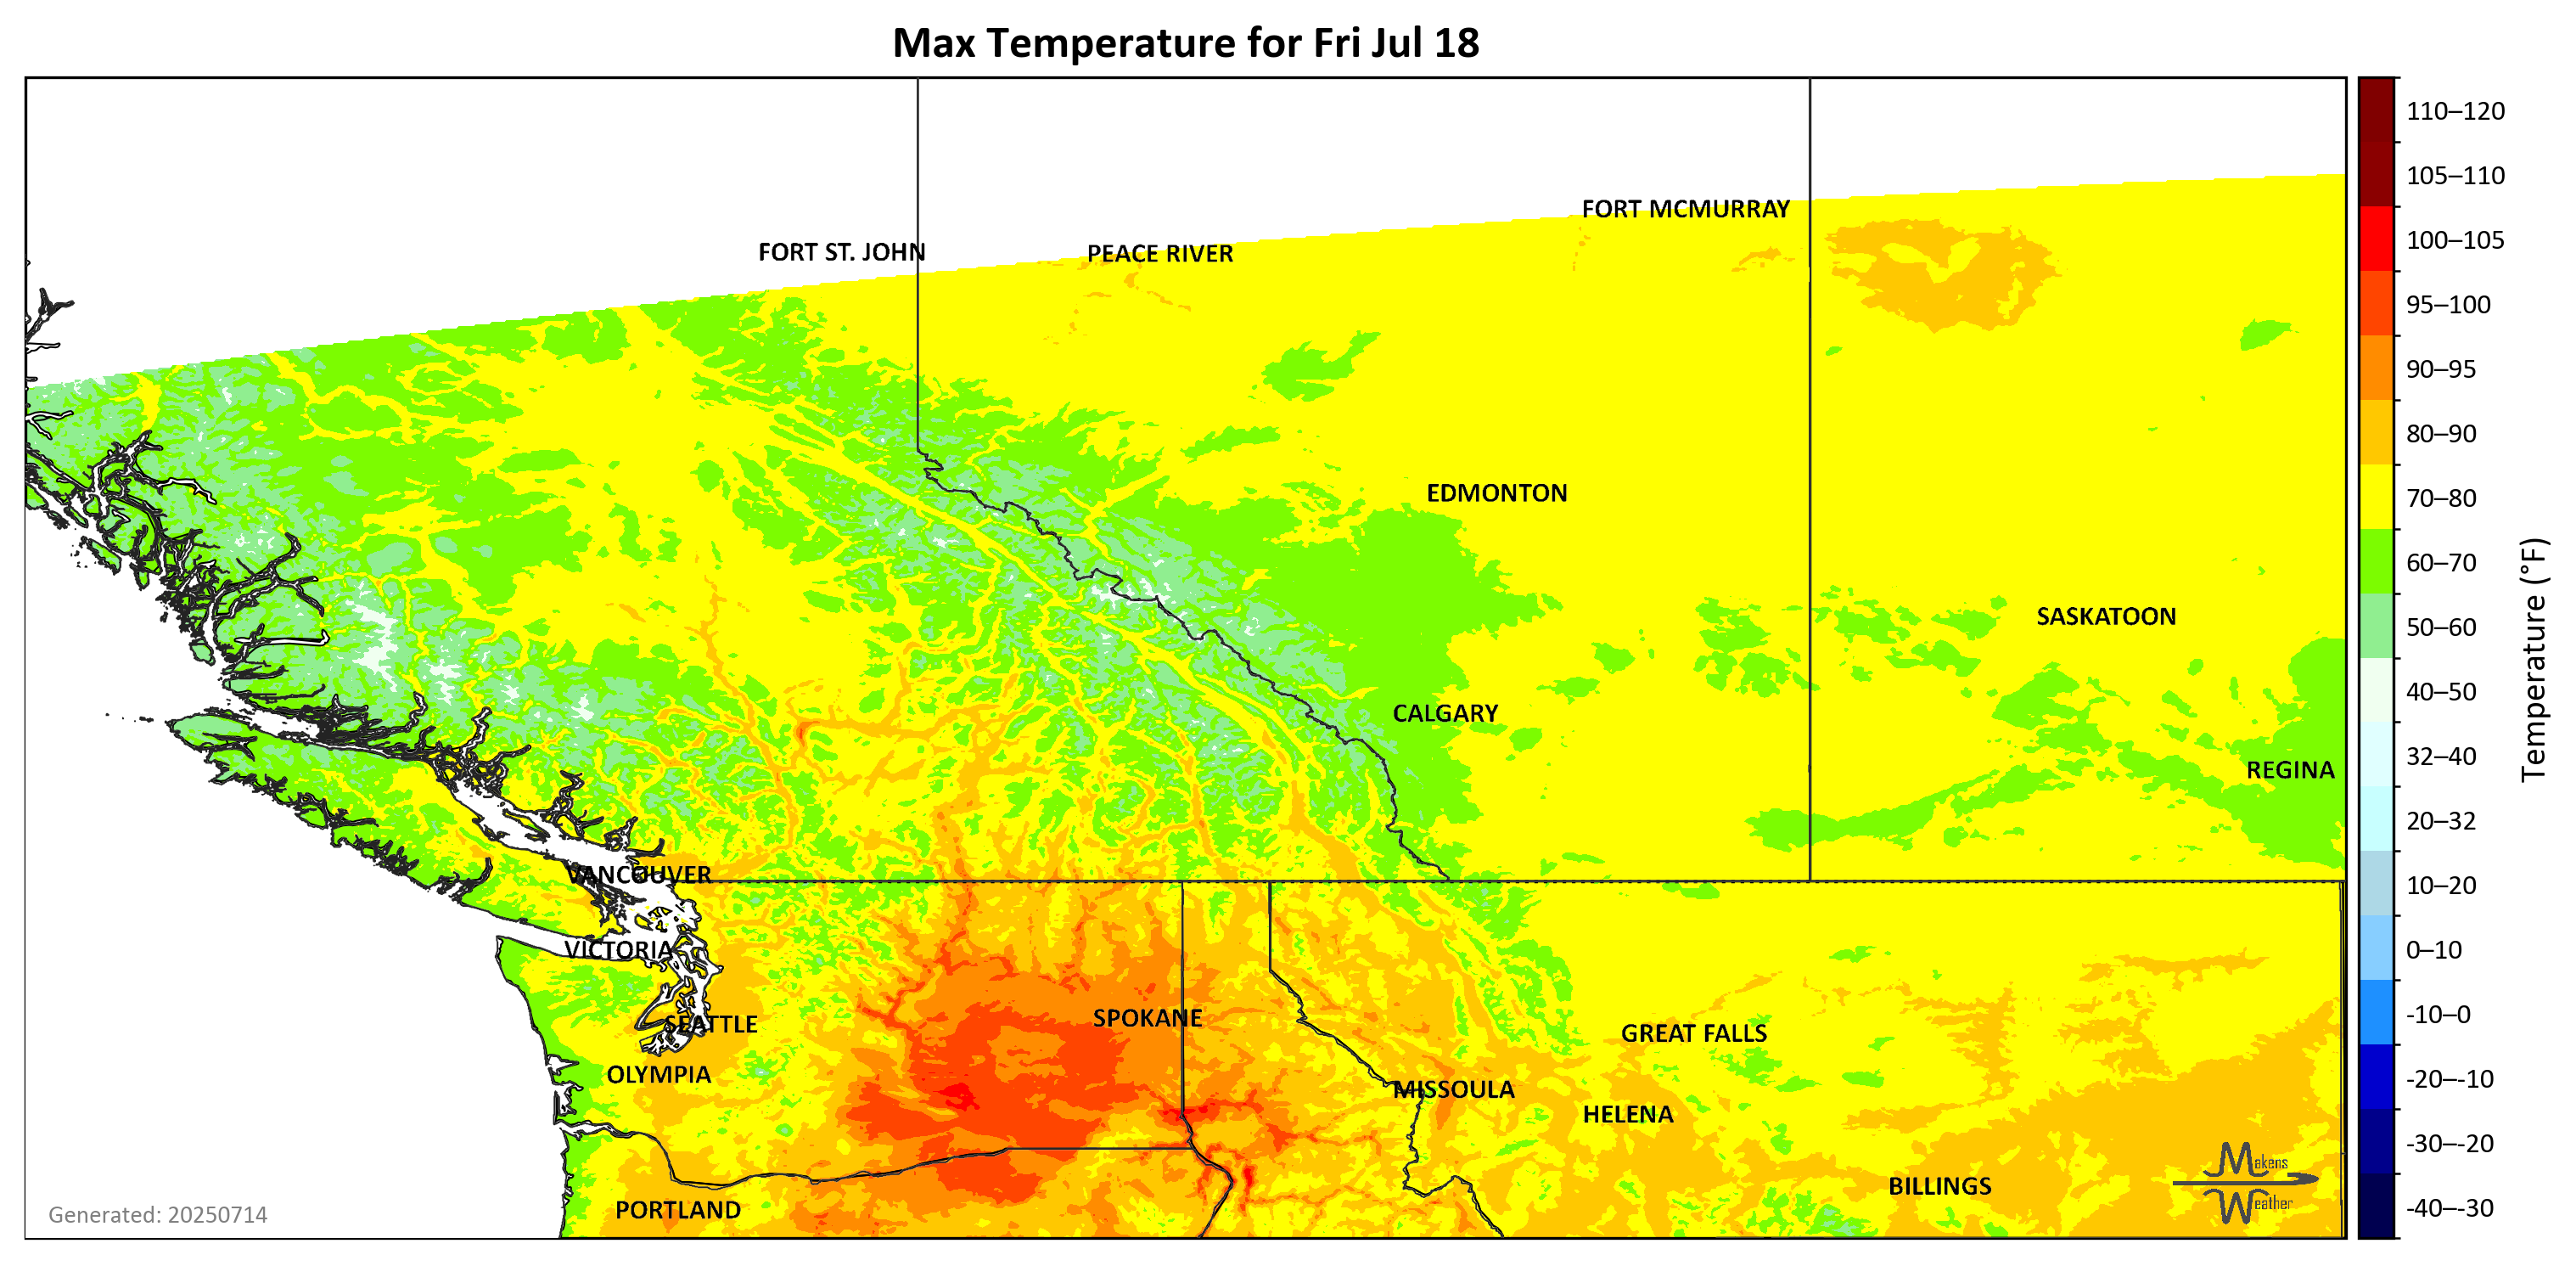 Max Temperature for Fri Jul 18
110–120
105–110
FORT MCMURRAY
100–105
FORT ST. JOHN
PEACE RIVER
95–100
90–95
80–90
EDMONTON
70–80
60–70
SASKATOON
50–60
40–50
CALGARY
32–40
REGINA
Temperature (°F)
20–32
VANCOUVER
10–20
VICTORIA
0–10
-10–0
SPOKANE
SEATTLE
GREAT FALLS
OLYMPIA
-20–-10
MISSOULA
HELENA
-30–-20
Makens
Weather
BILLINGS
PORTLAND
-40–-30
Generated: 20250714